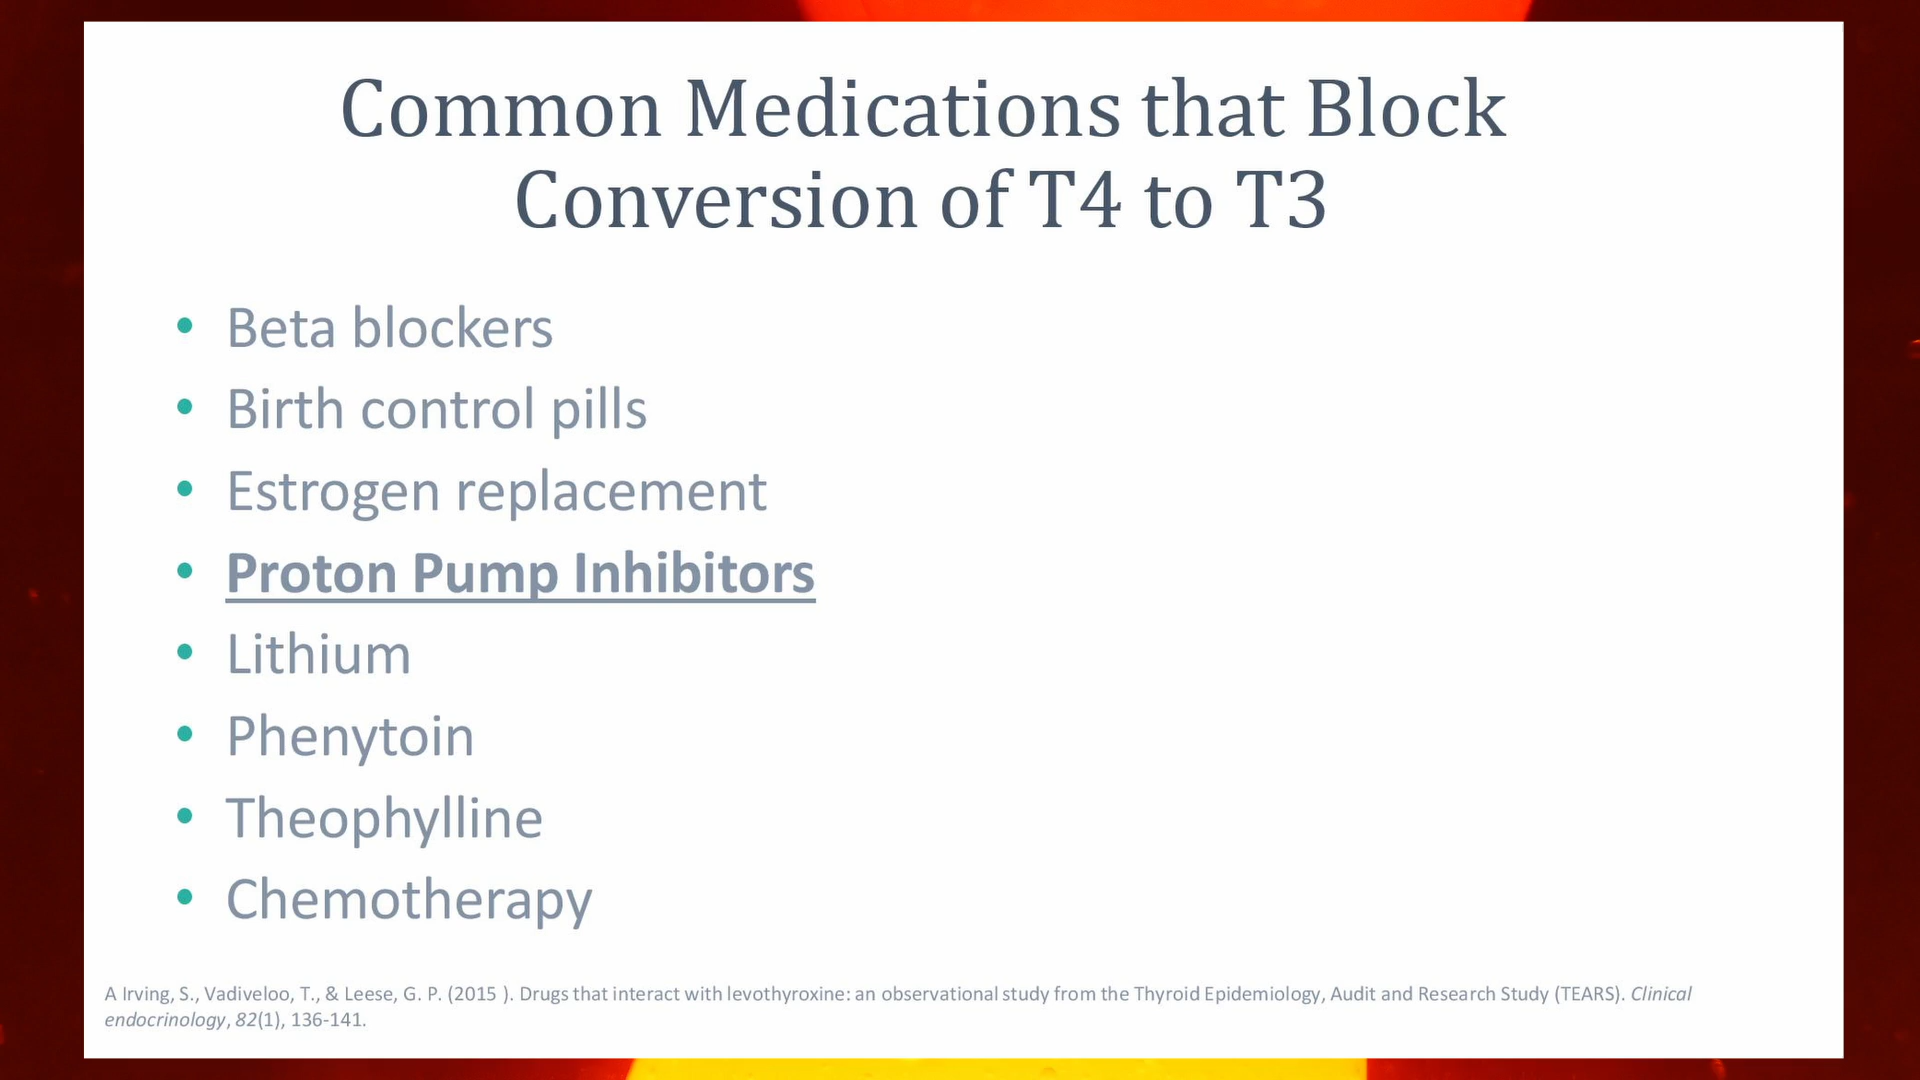 Common Medications that Block
Conversion of T4 to T3
• Beta blockers
• Birth control pills
• Estrogen replacement
• Proton Pump Inhibitors
• Lithium
• Phenytoin
• Theophylline
• Chemotherapy
A Irving, S., Vadiveloo, T., & Leese, G. P. (2015 ). Drugs that interact with levothyroxine: an observational study from the Thyroid Epidemiology, Audit and Research Study (TEARS). Clinical
endocrinology, 82(1), 136-141.